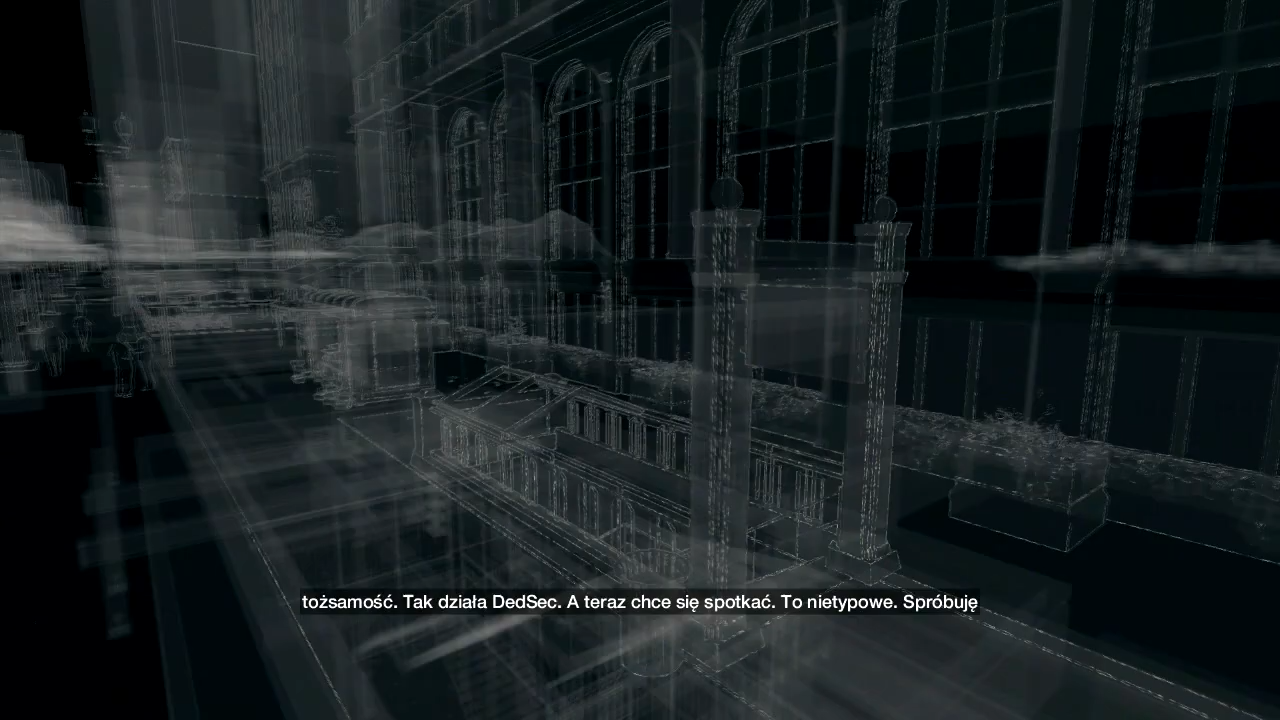 tożsamość. Tak działa DedSec. A teraz chce się spotkać. To nietypowe. Spróbuję